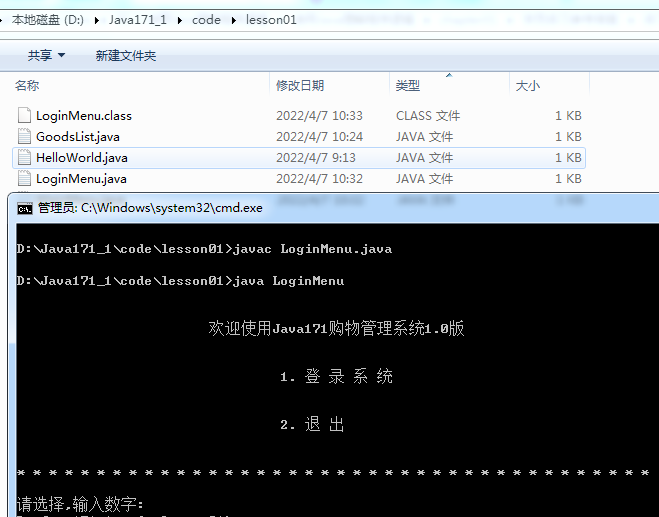 本地磁盘 (D:) ▸ Java171_1 ▸ code ▸ lesson01
共享 新建文件夹
名称 修改日期 类型 大小
LoginMenu.class 2022/4/7 10:33 CLASS 文件 1 KB
GoodsList.java 2022/4/7 10:24 JAVA 文件 1 KB
HelloWorld.java 2022/4/7 9:13 JAVA 文件 1 KB
LoginMenu.java 2022/4/7 10:32 JAVA 文件 1 KB
管理员: C:\Windows\system32\cmd.exe
D:\Java171_1\code\lesson01>javac LoginMenu.java
D:\Java171_1\code\lesson01>java LoginMenu
欢迎使用Java171购物管理系统1.0版
1. 登 录 系 统
2. 退 出
* * * * * * * * * * * * * * * * * * * * * * * * * * * * * * * *
请选择,输入数字: